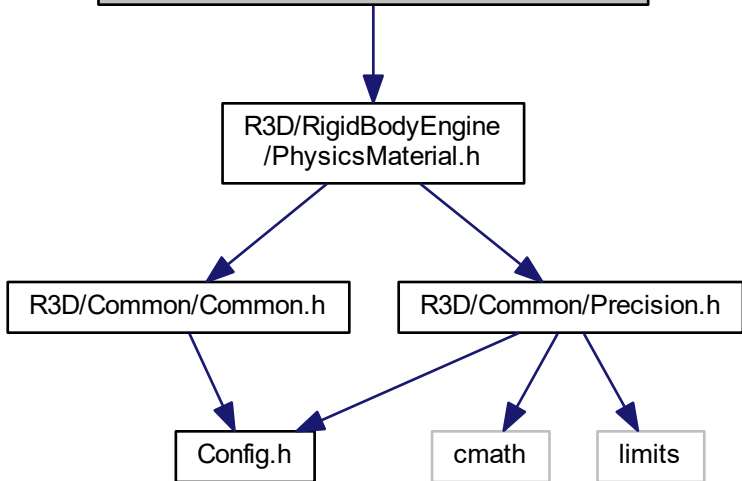 R3D/RigidBodyEngine
/PhysicsMaterial.h
R3D/Common/Common.h
R3D/Common/Precision.h
Config.h
cmath
limits